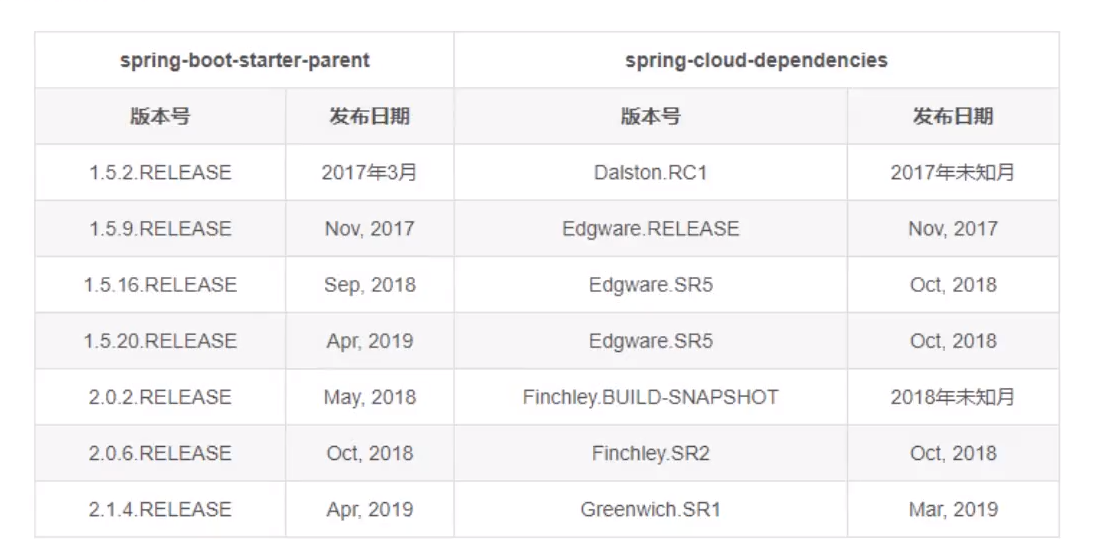 spring-boot-starter-parent spring-cloud-dependencies
版本号 发布日期 版本号 发布日期
1.5.2.RELEASE 2017年3月 Dalston.RC1 2017年未知月
1.5.9.RELEASE Nov, 2017 Edgware.RELEASE Nov, 2017
1.5.16.RELEASE Sep, 2018 Edgware.SR5 Oct, 2018
1.5.20.RELEASE Apr, 2019 Edgware.SR5 Oct, 2018
2.0.2.RELEASE May, 2018 Finchley.BUILD-SNAPSHOT 2018年未知月
2.0.6.RELEASE Oct, 2018 Finchley.SR2 Oct, 2018
2.1.4.RELEASE Apr, 2019 Greenwich.SR1 Mar, 2019